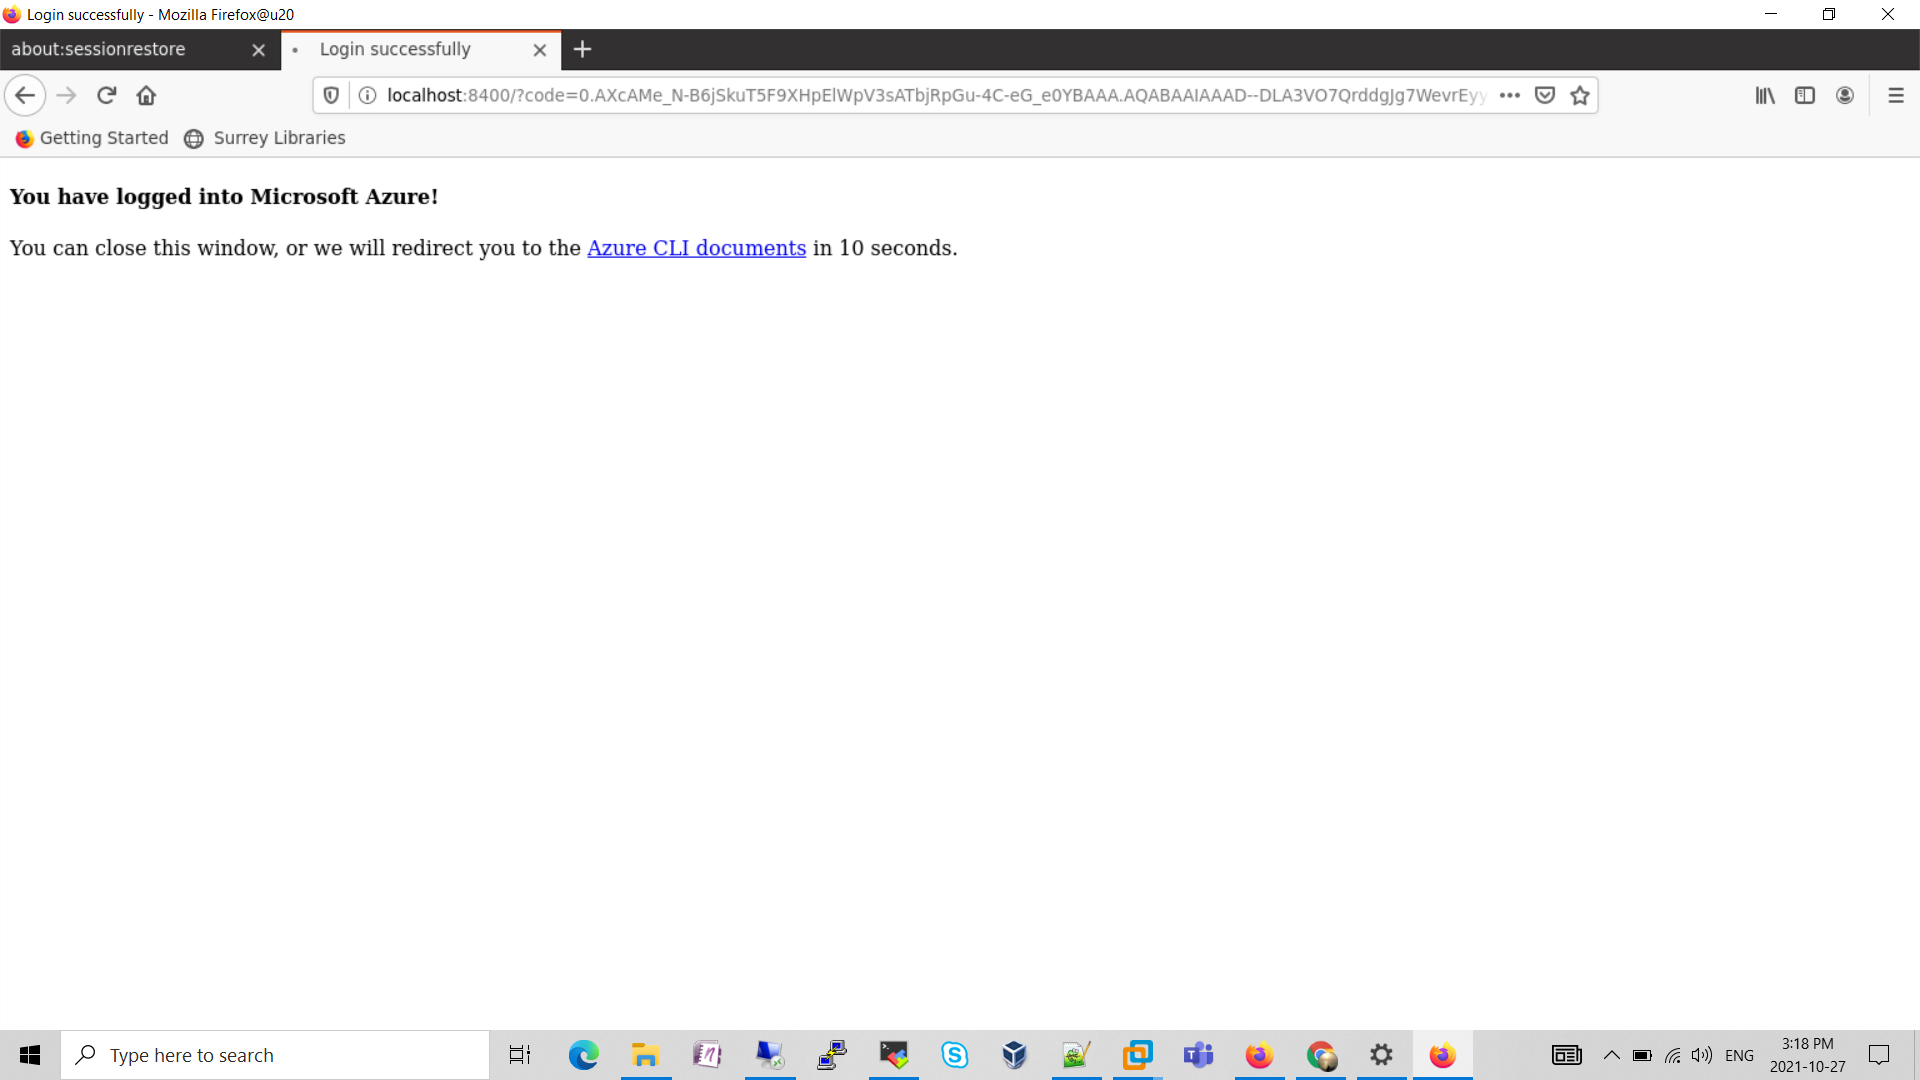 Login successfully - Mozilla Firefox@u20
about:sessionrestore
Login successfully
localhost:8400/?code=0.AXcAMe_N-B6jSkuT5F9XHpElWpV3sATbjRpGu-4C-eG_e0YBAAA.AQABAAIAAAD--DLA3VO7QrddgJg7WevrEyy
Getting Started
Surrey Libraries
You have logged into Microsoft Azure!
You can close this window, or we will redirect you to the Azure CLI documents in 10 seconds.
Type here to search
ENG
3:18 PM
2021-10-27